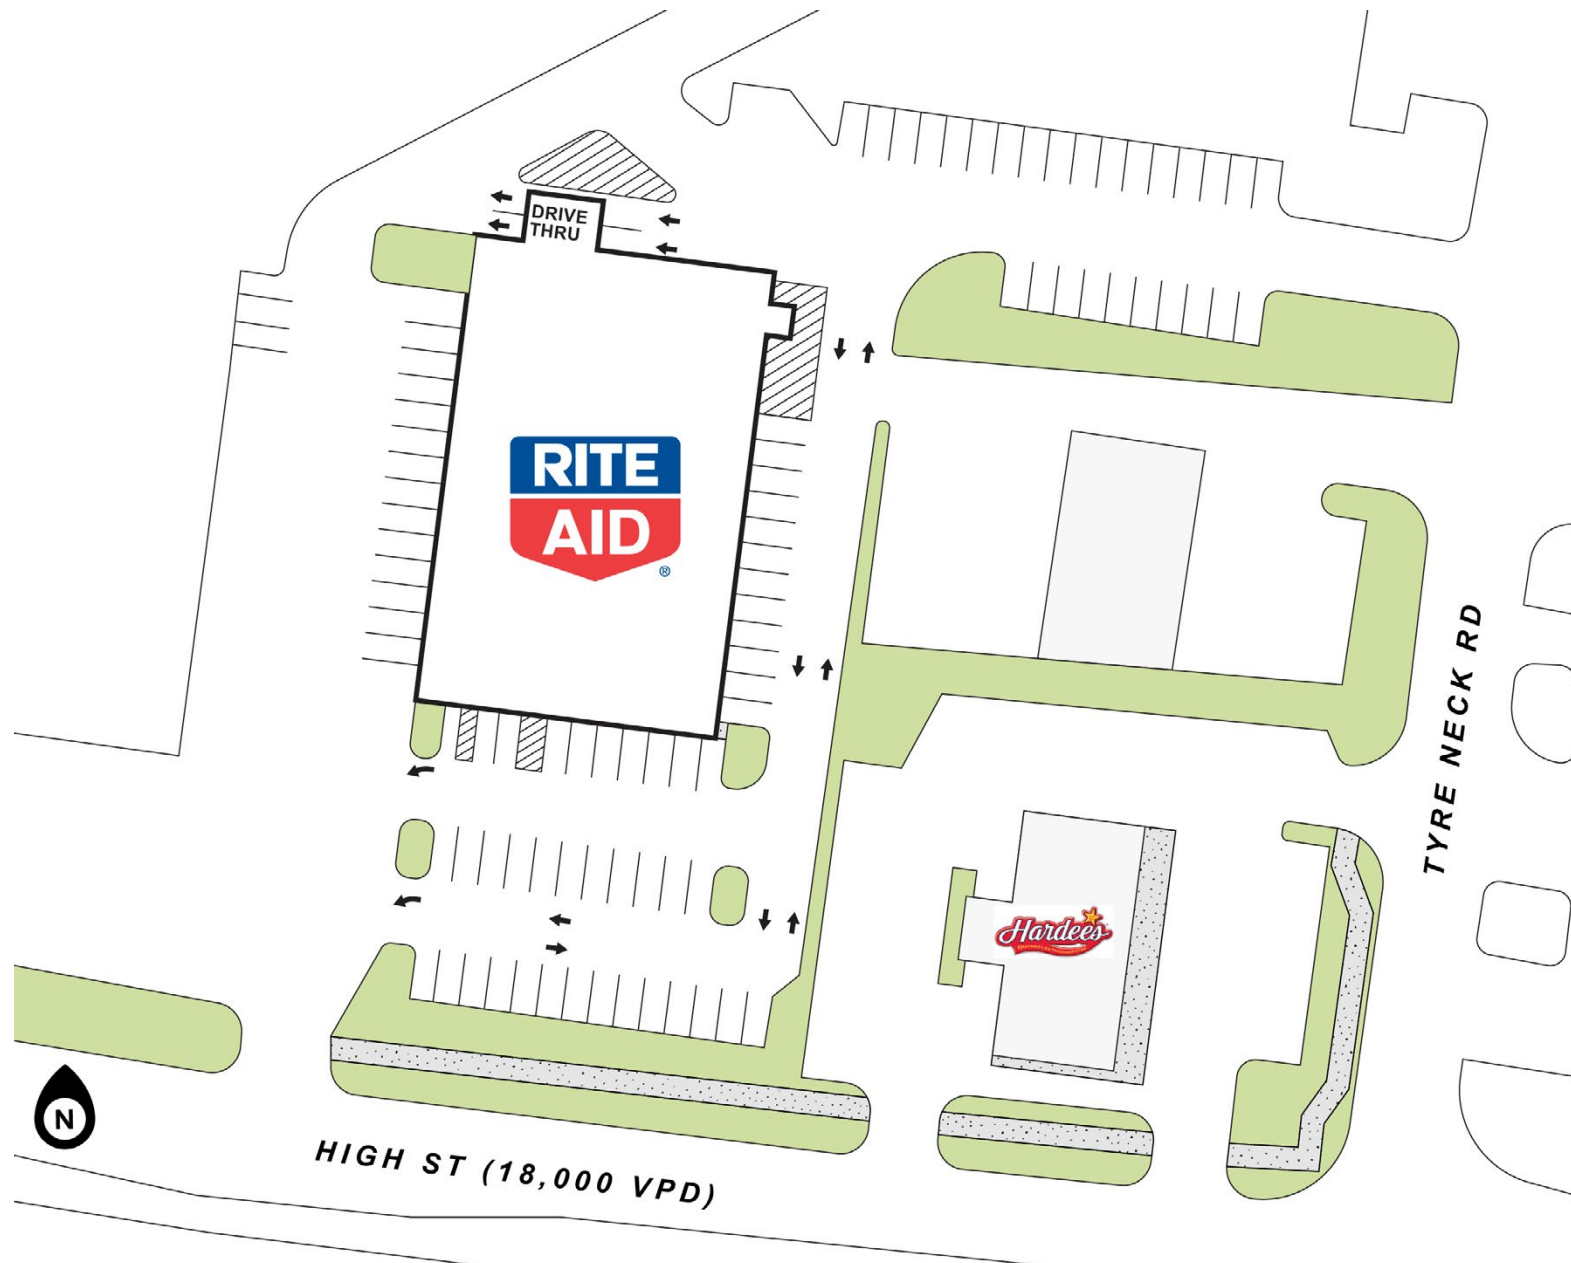 DRIVE
THRU
RITE
AID
®
TYRE NECK RD
Hardee's
N
HIGH ST (18,000 VPD)